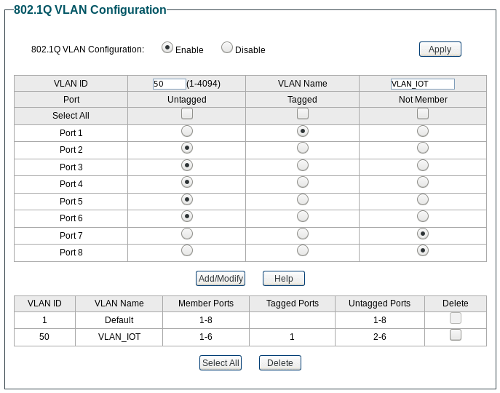 802.1Q VLAN Configuration
802.1Q VLAN Configuration: Enable Disable Apply
VLAN ID 50 (1-4094) VLAN Name VLAN_IOT
Port Untagged Tagged Not Member
Select All
Port 1
Port 2
Port 3
Port 4
Port 5
Port 6
Port 7
Port 8
Add/Modify Help
VLAN ID VLAN Name Member Ports Tagged Ports Untagged Ports Delete
1 Default 1-8 1-8
50 VLAN_IOT 1-6 1 2-6
Select All Delete